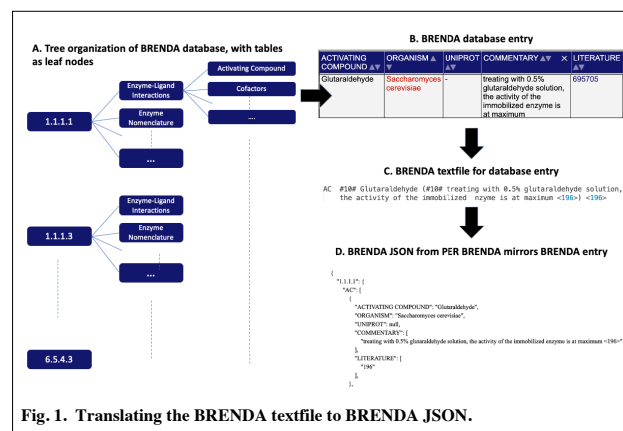 A. Tree organization of BRENDA database, with tables
as leaf nodes
Activating Compound
Enzyme-Ligand
Interactions
Cofactors
1.1.1.1
Enzyme
Nomenclature
....
...
1.1.1.3
Enzyme-Ligand
Interactions
Enzyme
Nomenclature
...
6.5.4.3
B. BRENDA database entry
ACTIVATING COMPOUND ▲▼ ORGANISM ▲▼ UNIPROT ▲▼ COMMENTARY ▲▼ ✕ LITERATURE ▲▼
Glutaraldehyde Saccharomyces cerevisiae - treating with 0.5% glutaraldehyde solution, the activity of the immobilized enzyme is at maximum 695705
C. BRENDA textfile for database entry
AC #10# Glutaraldehyde (#10# treating with 0.5% glutaraldehyde solution,
the activity of the immobilized nzyme is at maximum <196>) <196>
D. BRENDA JSON from PER BRENDA mirrors BRENDA entry
{
"1.1.1.1": {
"AC": [
{
"ACTIVATING COMPOUND": "Glutaraldehyde",
"ORGANISM": "Saccharomyces cerevisiae",
"UNIPROT": null,
"COMMENTARY": [
"treating with 0.5% glutaraldehyde solution, the activity of the immobilized enzyme is at maximum <196>"
],
"LITERATURE": [
"196"
],
},
Fig. 1. Translating the BRENDA textfile to BRENDA JSON.